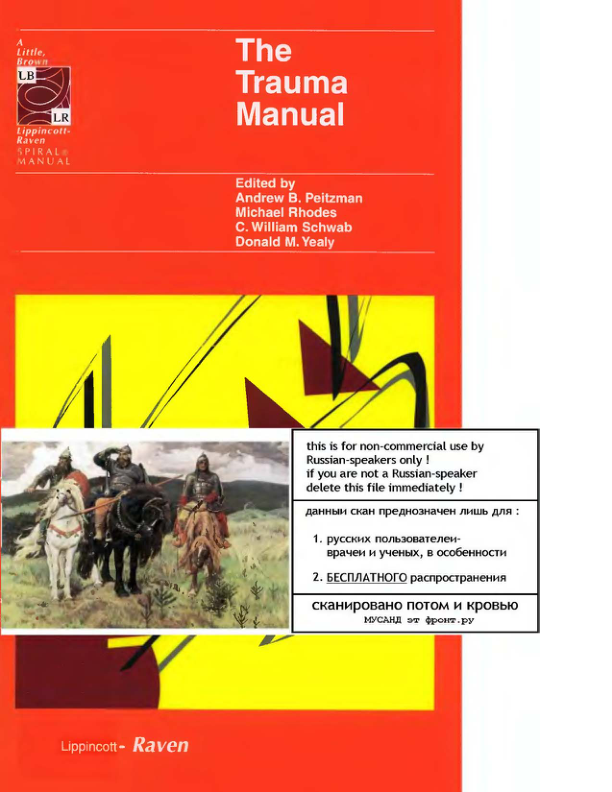 A
Little,
Brown
LB
LR
Lippincott-
Raven
SPIRAL®
MANUAL
The
Trauma
Manual
Edited by
Andrew B. Peitzman
Michael Rhodes
C. William Schwab
Donald M. Yealy
this is for non-commercial use by
Russian-speakers only !
if you are not a Russian-speaker
delete this file immediately !
данныи скан преднозначен лишь для :
1. русских пользователеи-
врачеи и ученых, в особенности
2. БЕСПЛАТНОГО распространения
сканировано потом и кровью
МУСАНД эт фронт.ру
Lippincott - Raven